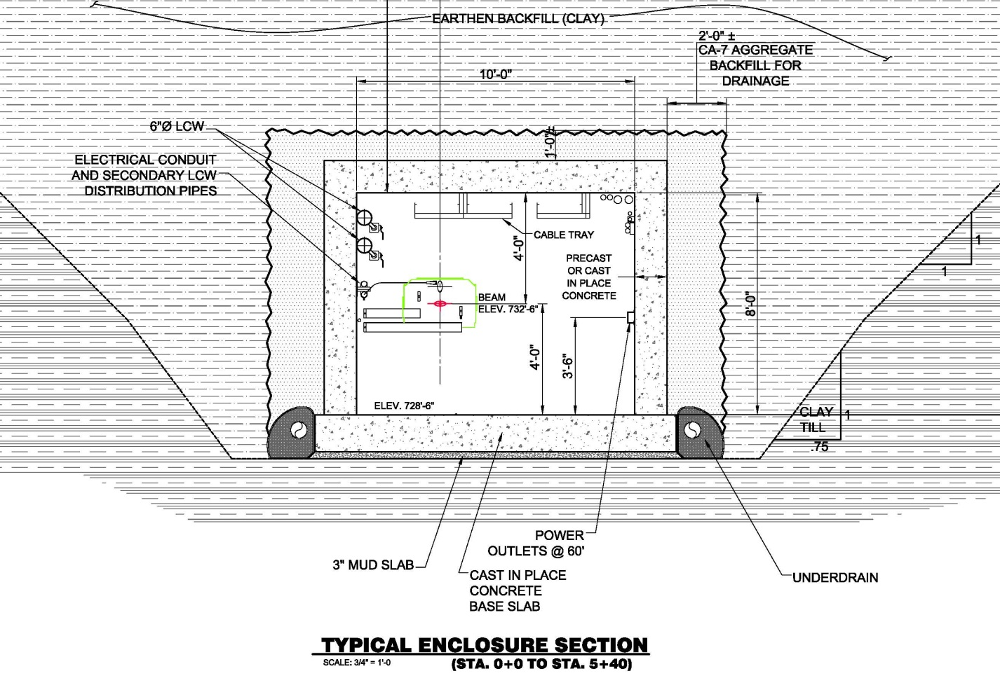 EARTHEN BACKFILL (CLAY)
2'-0" ±
CA-7 AGGREGATE
BACKFILL FOR
DRAINAGE
10'-0"
6"Ø LCW
1'-0"±
ELECTRICAL CONDUIT
AND SECONDARY LCW
DISTRIBUTION PIPES
CABLE TRAY
4'-0"
1
1
PRECAST
OR CAST
IN PLACE
CONCRETE
BEAM
ELEV. 732'-6"
8'-0"
4'-0"
3'-6"
ELEV. 728'-6"
CLAY
TILL
1
.75
POWER
OUTLETS @ 60'
3" MUD SLAB
CAST IN PLACE
CONCRETE
BASE SLAB
UNDERDRAIN
TYPICAL ENCLOSURE SECTION
SCALE: 3/4" = 1'-0
(STA. 0+0 TO STA. 5+40)